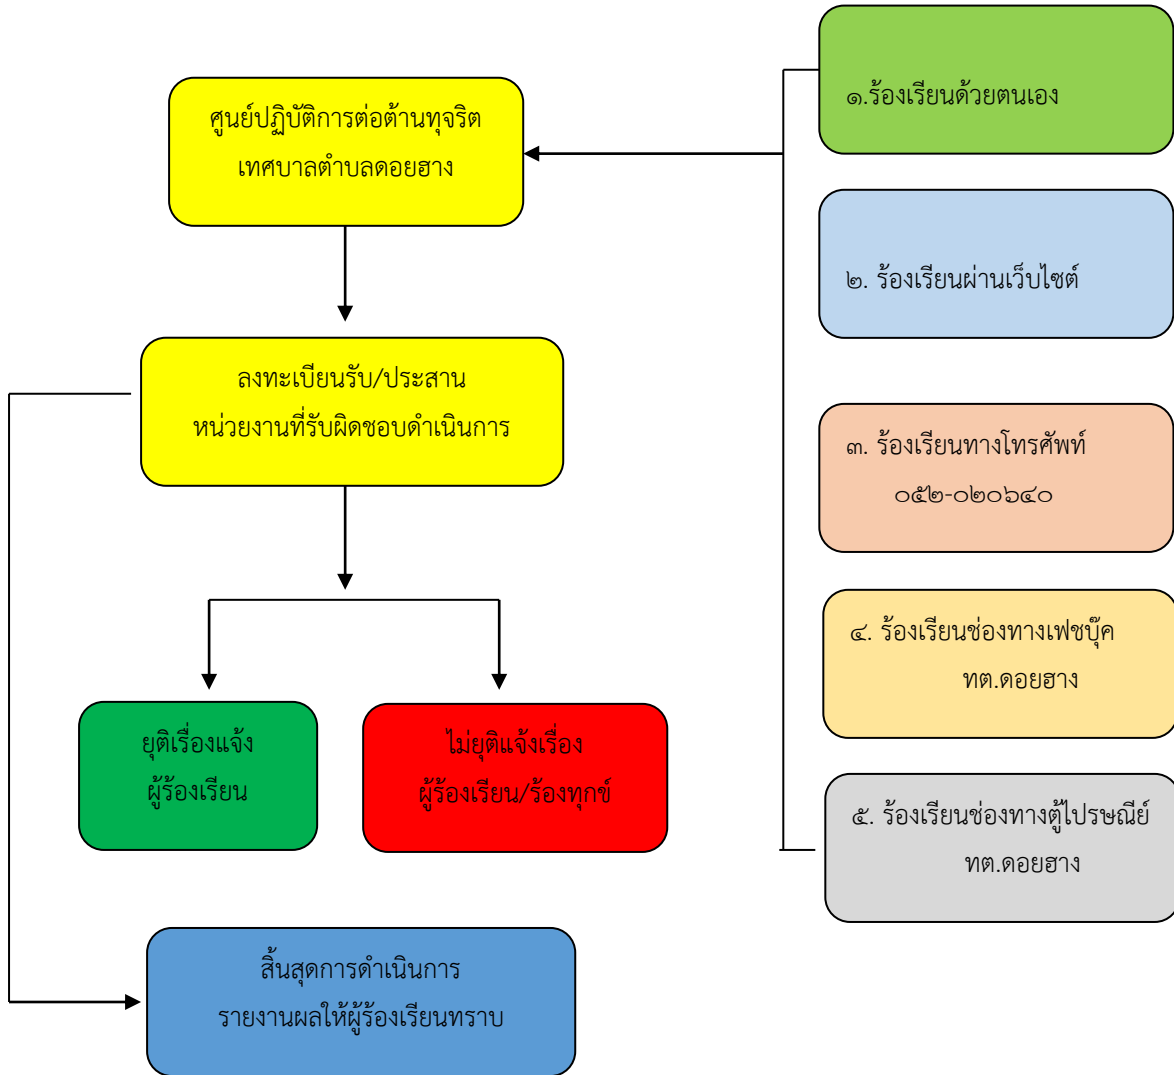 ศูนย์ปฏิบัติการต่อต้านทุจริต
เทศบาลตำบลดอยฮาง
๑.ร้องเรียนด้วยตนเอง
๒. ร้องเรียนผ่านเว็บไซต์
๓. ร้องเรียนทางโทรศัพท์
๐๕๒-๐๒๐๖๔๐
๔. ร้องเรียนช่องทางเฟชบุ๊ค
ทต.ดอยฮาง
๕. ร้องเรียนช่องทางตู้ไปรษณีย์
ทต.ดอยฮาง
ลงทะเบียนรับ/ประสาน
หน่วยงานที่รับผิดชอบดำเนินการ
ยุติเรื่องแจ้ง
ผู้ร้องเรียน
ไม่ยุติแจ้งเรื่อง
ผู้ร้องเรียน/ร้องทุกข์
สิ้นสุดการดำเนินการ
รายงานผลให้ผู้ร้องเรียนทราบ